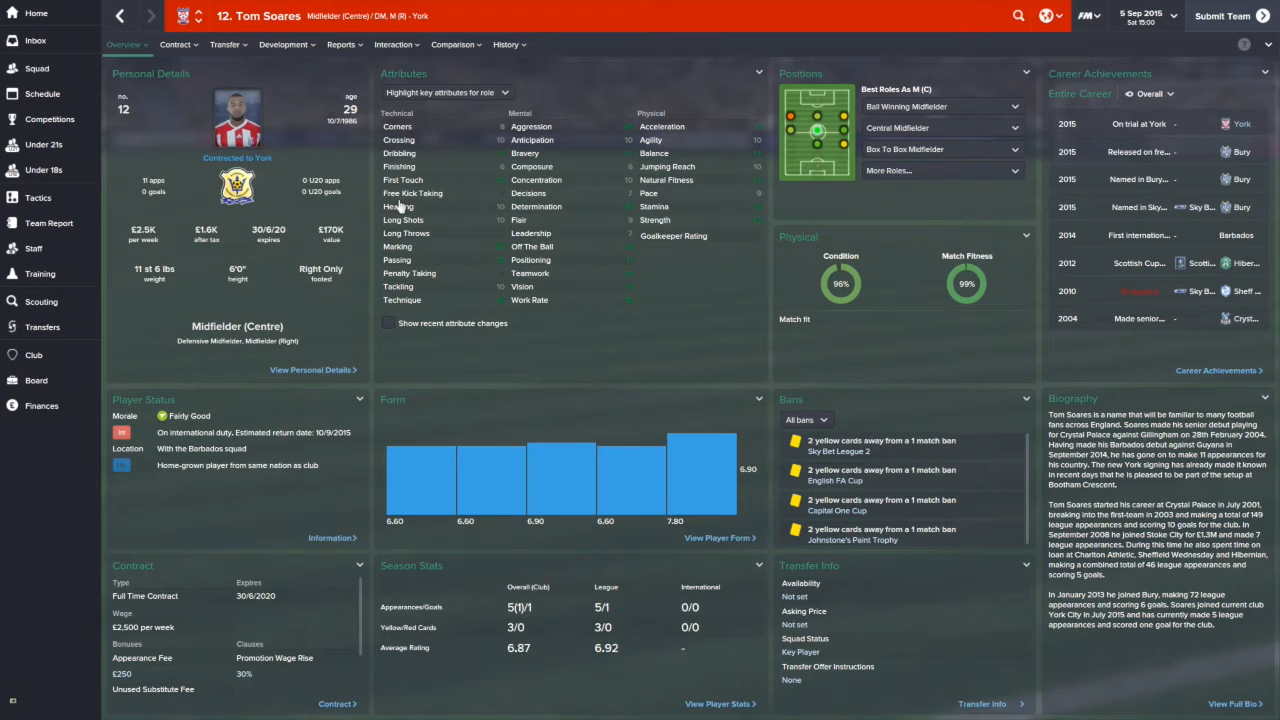 12. Tom Soares Midfielder (Centre) / DM, M (R) - York
FM
5 Sep 2015
Sat 15:00
Submit Team
Home
Inbox
Squad
Schedule
Competitions
Under 21s
Under 18s
Tactics
Team Report
Staff
Training
Scouting
Transfers
Club
Board
Finances
Overview Contract Transfer Development Reports Interaction Comparison History
Personal Details
no.
12
age
29
10/7/1986
Contracted to York
11 apps
0 goals
0 U20 apps
0 U20 goals
£2.5K
per week
£1.6K
after tax
30/6/20
expires
£170K
value
11 st 6 lbs
weight
6'0"
height
Right Only
footed
Midfielder (Centre)
Defensive Midfielder, Midfielder (Right)
View Personal Details >
Attributes
Highlight key attributes for role
Technical Mental Physical
Corners 8 Aggression Acceleration
Crossing 10 Anticipation Agility 10
Dribbling Bravery Balance
Finishing 6 Composure 6 Jumping Reach 10
First Touch Concentration 10 Natural Fitness
Free Kick Taking Decisions 7 Pace 9
Heading 10 Determination Stamina
Long Shots 10 Flair 9 Strength
Long Throws Leadership 7 Goalkeeper Rating
Marking Off The Ball
Passing Positioning
Penalty Taking Teamwork
Tackling 10 Vision
Technique Work Rate
Show recent attribute changes
Positions
Best Roles As M (C)
Ball Winning Midfielder
Central Midfielder
Box To Box Midfielder
More Roles...
Physical
Condition
96%
Match Fitness
99%
Match fit
Career Achievements
Entire Career Overall
2015 On trial at York - York
2015 Released on fre... - Bury
2015 Named in Bury... - Bury
2015 Named in Sky... Sky B... Bury
2014 First internation... Barbados
2012 Scottish Cup... Scotti... Hiber...
2010 Sky B... Sheff ...
2004 Made senior... - Cryst...
Career Achievements >
Player Status
Morale Fairly Good
Int On international duty. Estimated return date: 10/9/2015
Location With the Barbados squad
Home-grown player from same nation as club
Information >
Form
6.90
6.60 6.60 6.90 6.60 7.80
View Player Form >
Bans
All bans
2 yellow cards away from a 1 match ban
Sky Bet League 2
2 yellow cards away from a 1 match ban
English FA Cup
2 yellow cards away from a 1 match ban
Capital One Cup
2 yellow cards away from a 1 match ban
Johnstone's Paint Trophy
Biography
Tom Soares is a name that will be familiar to many football
fans across England. Soares made his senior debut
playing for Crystal Palace against Gillingham on 28th February 2004.
Having made his Barbados debut against Guyana in
September 2014, he has gone on to make 11 appearances for
his country. The new York signing has already made it known
in recent days that he is pleased to be part of the setup at
Bootham Crescent.
Tom Soares started his career at Crystal Palace in July 2001,
breaking into the first-team in 2003 and making a total of 149
league appearances and scoring 10 goals for the club. In
September 2008 he joined Stoke City for £1.3M and made 7
league appearances. During this time he also spent time on
loan at Charlton Athletic, Sheffield Wednesday and Hibernian,
making a combined total of 46 league appearances and
scoring 5 goals.
In January 2013 he joined Bury, making 72 league
appearances and scoring 6 goals. Soares joined current club
York City in July 2015 and has currently made 5 league
appearances and scored one goal for the club.
View Full Bio >
Contract
Type Expires
Full Time Contract 30/6/2020
Wage
£2,500 per week
Bonuses Clauses
Appearance Fee Promotion Wage Rise
£250 30%
Unused Substitute Fee
Contract >
Season Stats
Overall (Club) League International
Appearances/Goals 5(1)/1 5/1 0/0
Yellow/Red Cards 3/0 3/0 0/0
Average Rating 6.87 6.92 -
View Player Stats >
Transfer Info
Availability
Not set
Asking Price
Not set
Squad Status
Key Player
Transfer Offer Instructions
None
Transfer Info >